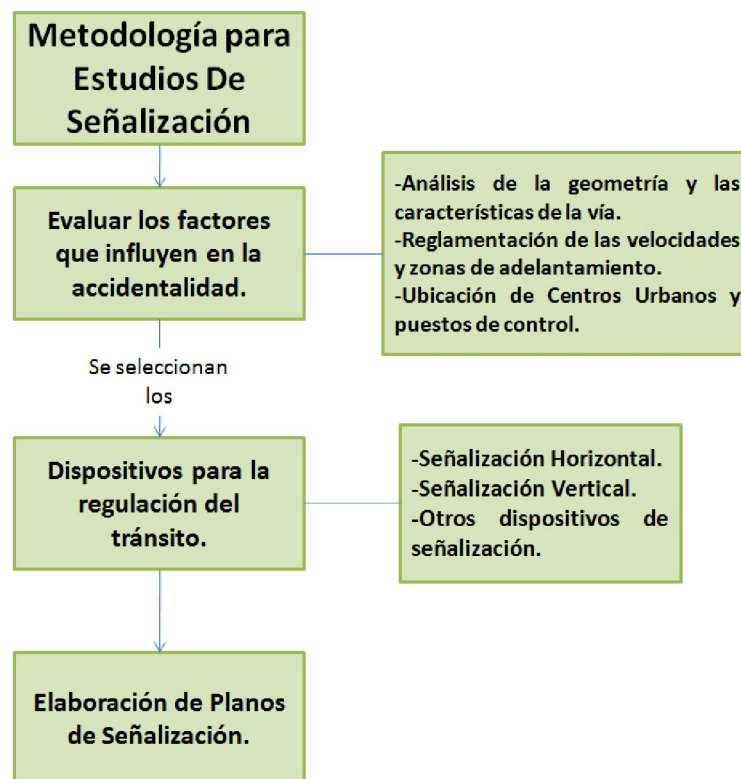 Metodología para
Estudios De
Señalización
Evaluar los factores
que influyen en la
accidentalidad.
-Análisis de la geometría y las
características de la vía.
-Reglamentación de las velocidades
y zonas de adelantamiento.
-Ubicación de Centros Urbanos y
puestos de control.
Se seleccionan
los
Dispositivos para la
regulación del
tránsito.
-Señalización Horizontal.
-Señalización Vertical.
-Otros dispositivos de
señalización.
Elaboración de Planos
de Señalización.